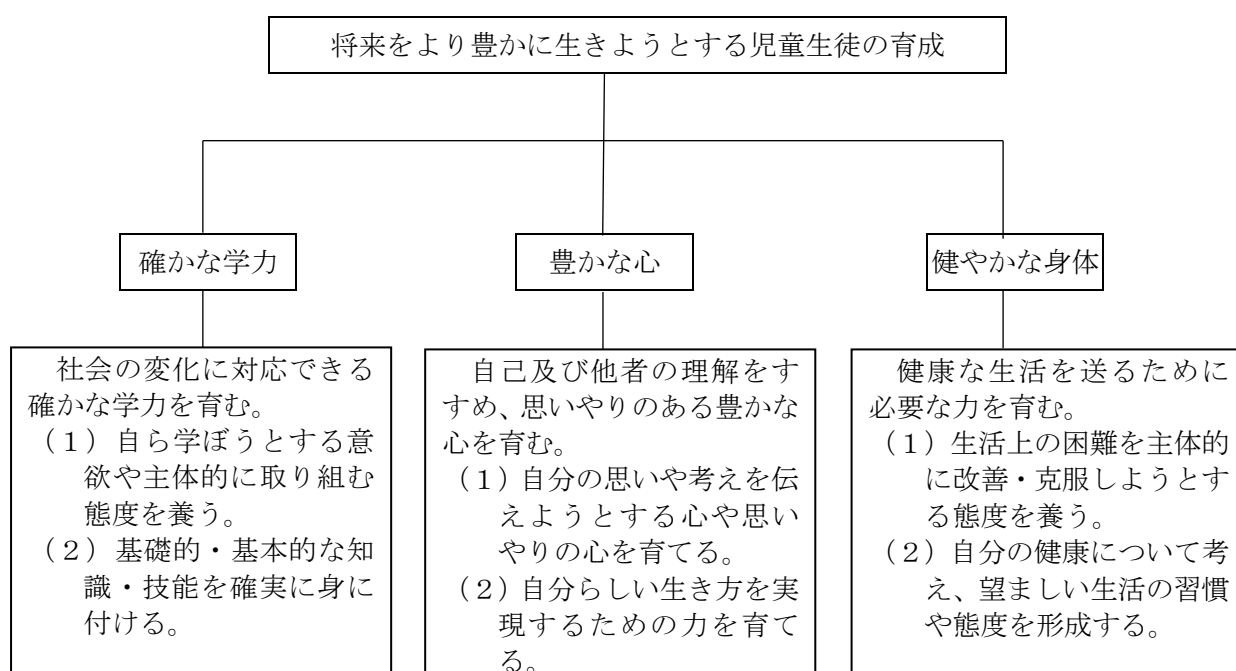 将来をより豊かに生きようとする児童生徒の育成
確かな学力
豊かな心
健やかな身体
社会の変化に対応できる
確かな学力を育む。
（１）自ら学ぼうとする意
欲や主体的に取り組む
態度を養う。
（２）基礎的・基本的な知
識・技能を確実に身に
付ける。
自己及び他者の理解をす
すめ、思いやりのある豊かな
心を育む。
（１）自分の思いや考えを伝
えようとする心や思い
やりの心を育てる。
（２）自分らしい生き方を実
現するための力を育て
る。
健康な生活を送るために
必要な力を育む。
（１）生活上の困難を主体的
に改善・克服しようとす
る態度を養う。
（２）自分の健康について考
え、望ましい生活の習慣
や態度を形成する。